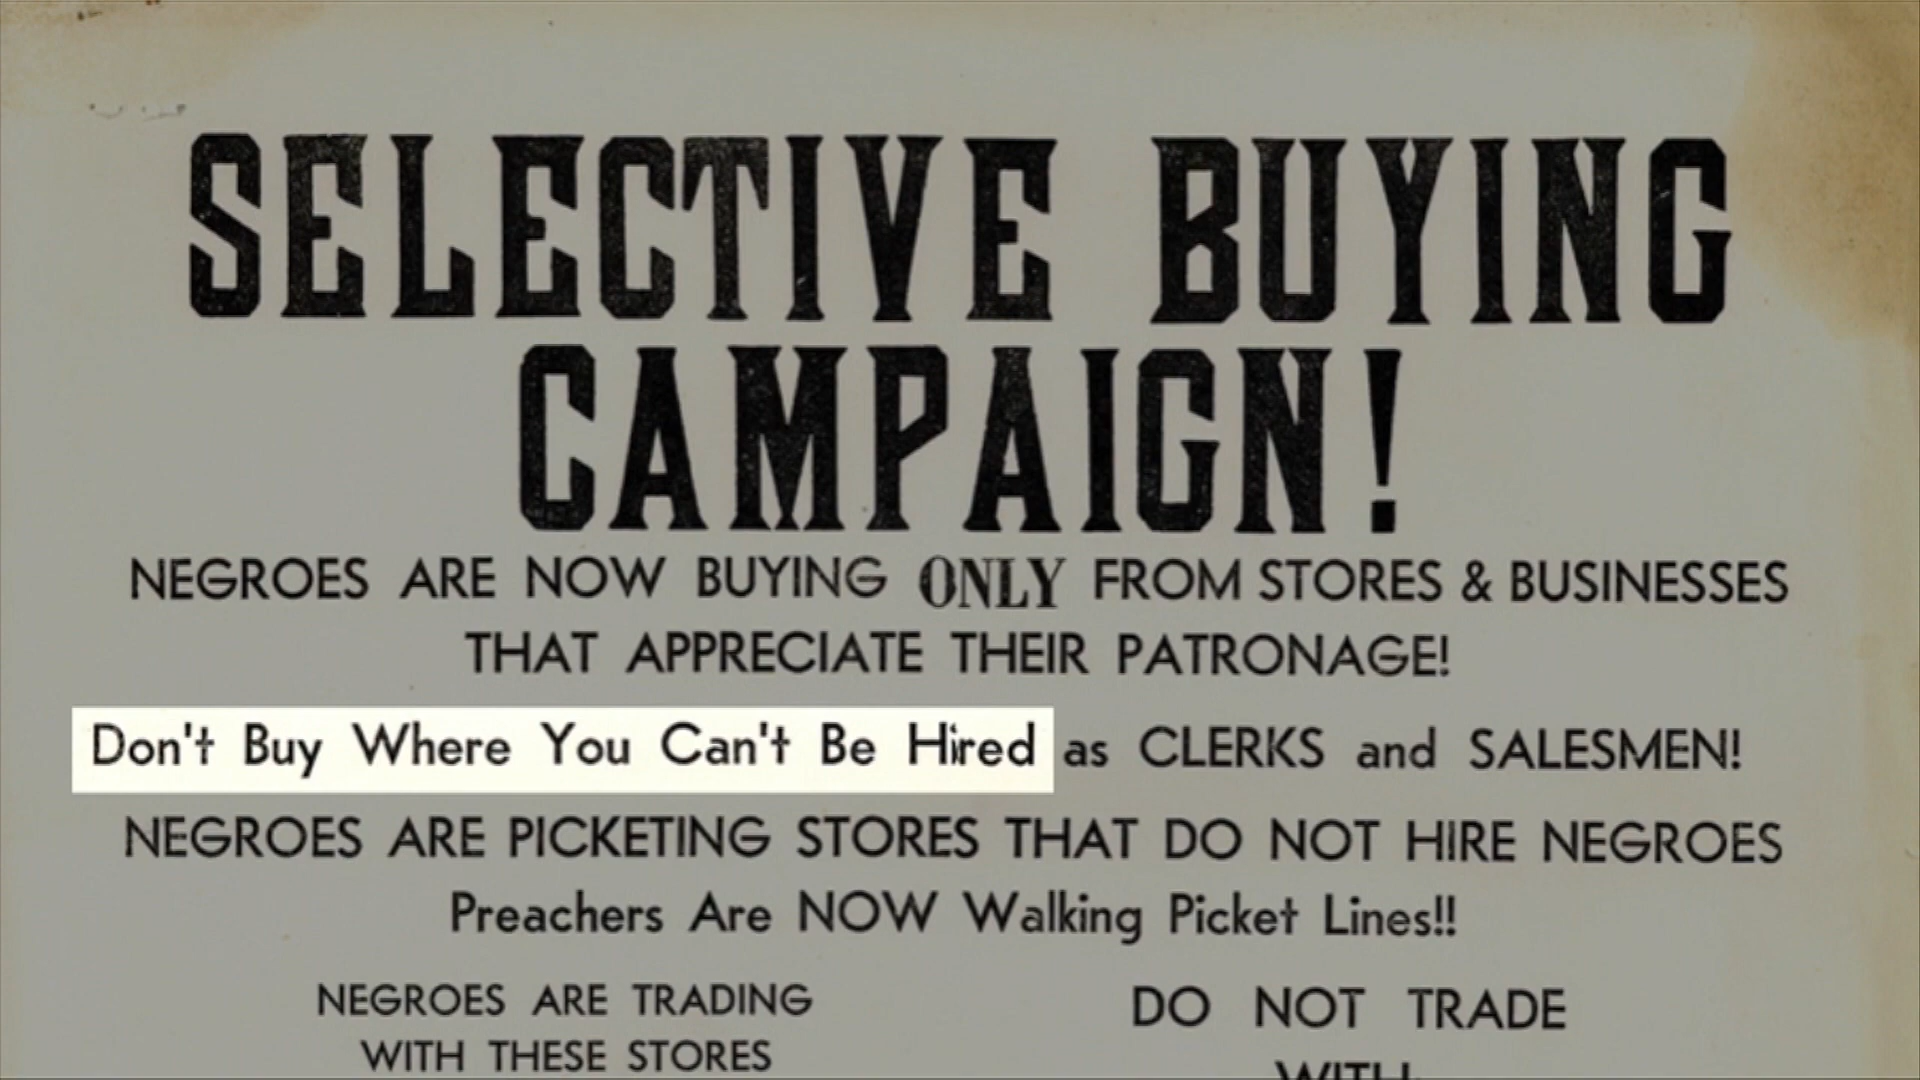 SELECTIVE BUYING
CAMPAIGN!
NEGROES ARE NOW BUYING ONLY FROM STORES & BUSINESSES
THAT APPRECIATE THEIR PATRONAGE!
Don't Buy Where You Can't Be Hired as CLERKS and SALESMEN!
NEGROES ARE PICKETING STORES THAT DO NOT HIRE NEGROES
Preachers Are NOW Walking Picket Lines!!
NEGROES ARE TRADING
WITH THESE STORES
DO NOT TRADE
WITH